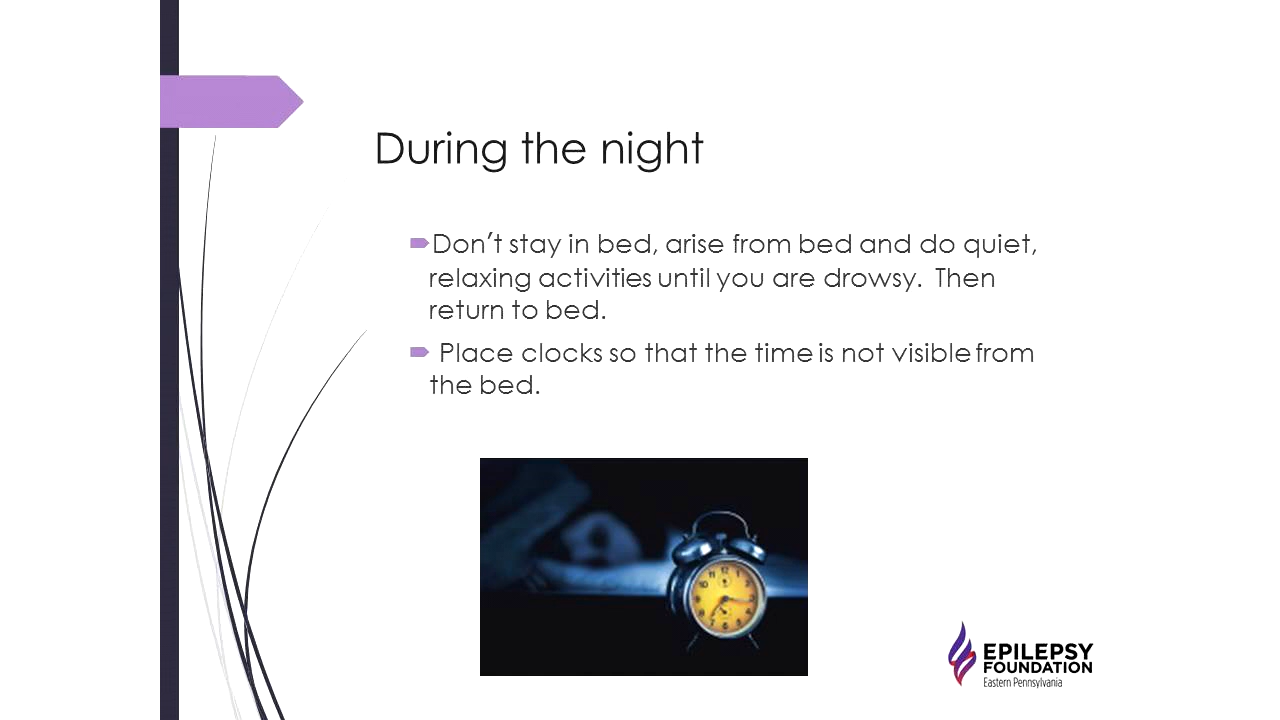 During the night
Don’t stay in bed, arise from bed and do quiet,
relaxing activities until you are drowsy.  Then
return to bed.
Place clocks so that the time is not visible from
the bed.
EPILEPSY
FOUNDATION
Eastern Pennsylvania